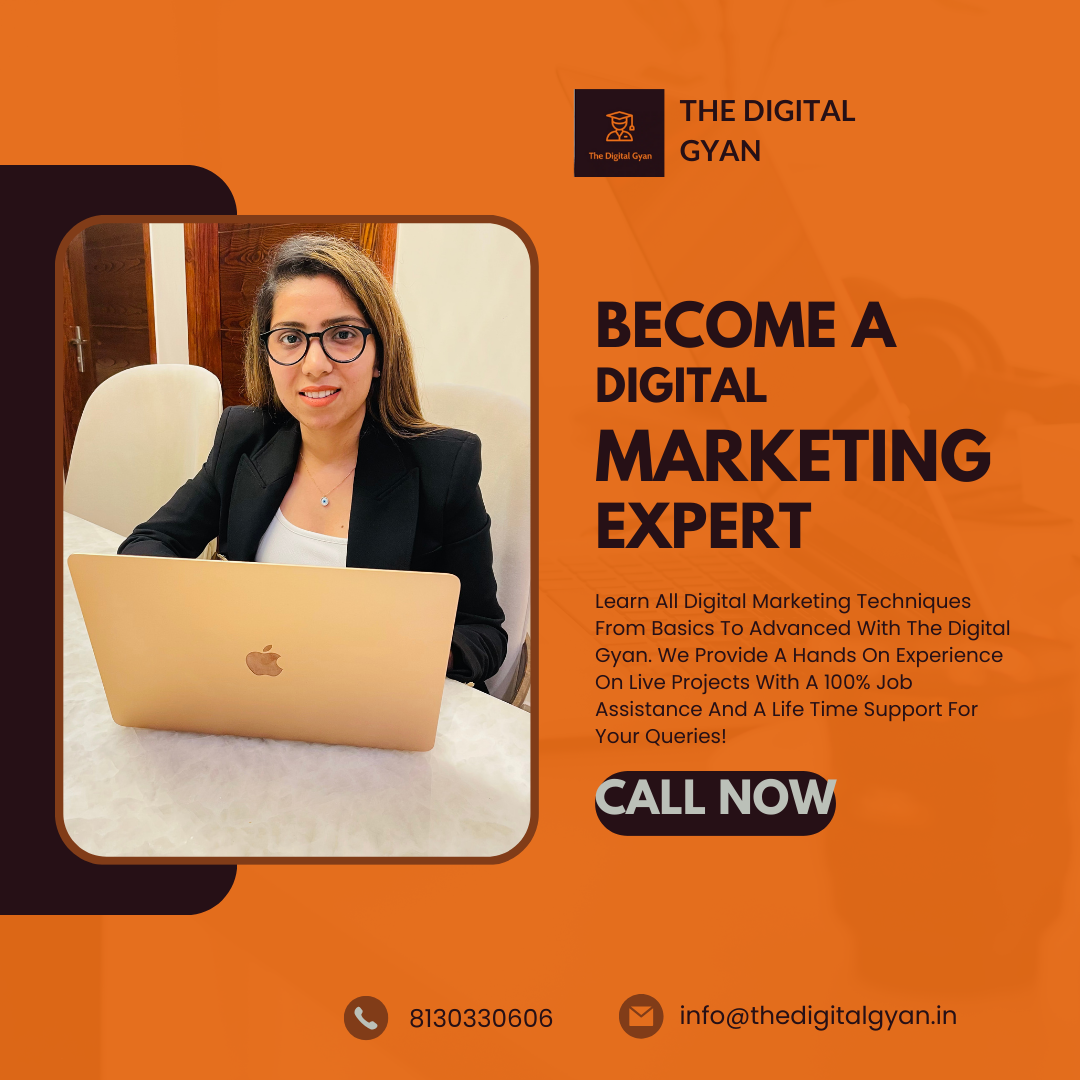 The Digital Gyan
THE DIGITAL
GYAN
BECOME A
DIGITAL
MARKETING
EXPERT
Learn All Digital Marketing Techniques
From Basics To Advanced With The Digital
Gyan. We Provide A Hands On Experience
On Live Projects With A 100% Job
Assistance And A Life Time Support For
Your Queries!
CALL NOW
8130330606
info@thedigitalgyan.in